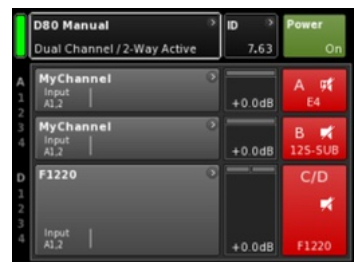 D80 Manual
Dual Channel / 2-Way Active
ID
7.63
Power
On
A
1
2
3
4
D
1
2
3
4
MyChannel
Input
A1,2
+0.0dB
A
E4
MyChannel
Input
A1,2
+0.0dB
B
12S-SUB
F1220
Input
A1,2
+0.0dB
C/D
F1220